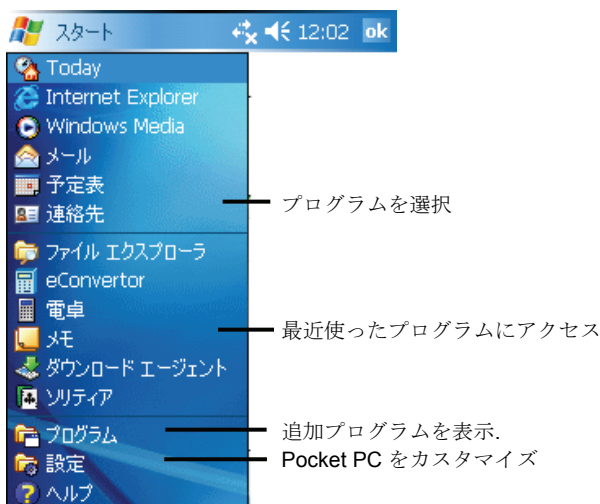 スタート 12:02 ok
Today
Internet Explorer
Windows Media
メール
予定表
連絡先
プログラムを選択
ファイル エクスプローラ
eConvertor
電卓
メモ
最近使ったプログラムにアクセス
ダウンロード エージェント
ソリティア
プログラム
追加プログラムを表示.
設定
Pocket PC をカスタマイズ
ヘルプ